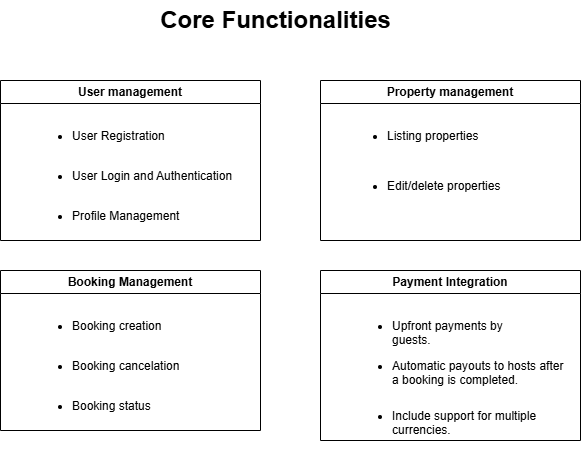 Core Functionalities
User management
• User Registration
• User Login and Authentication
• Profile Management
Property management
• Listing properties
• Edit/delete properties
Booking Management
• Booking creation
• Booking cancelation
• Booking status
Payment Integration
• Upfront payments by
guests.
• Automatic payouts to hosts after
a booking is completed.
• Include support for multiple
currencies.